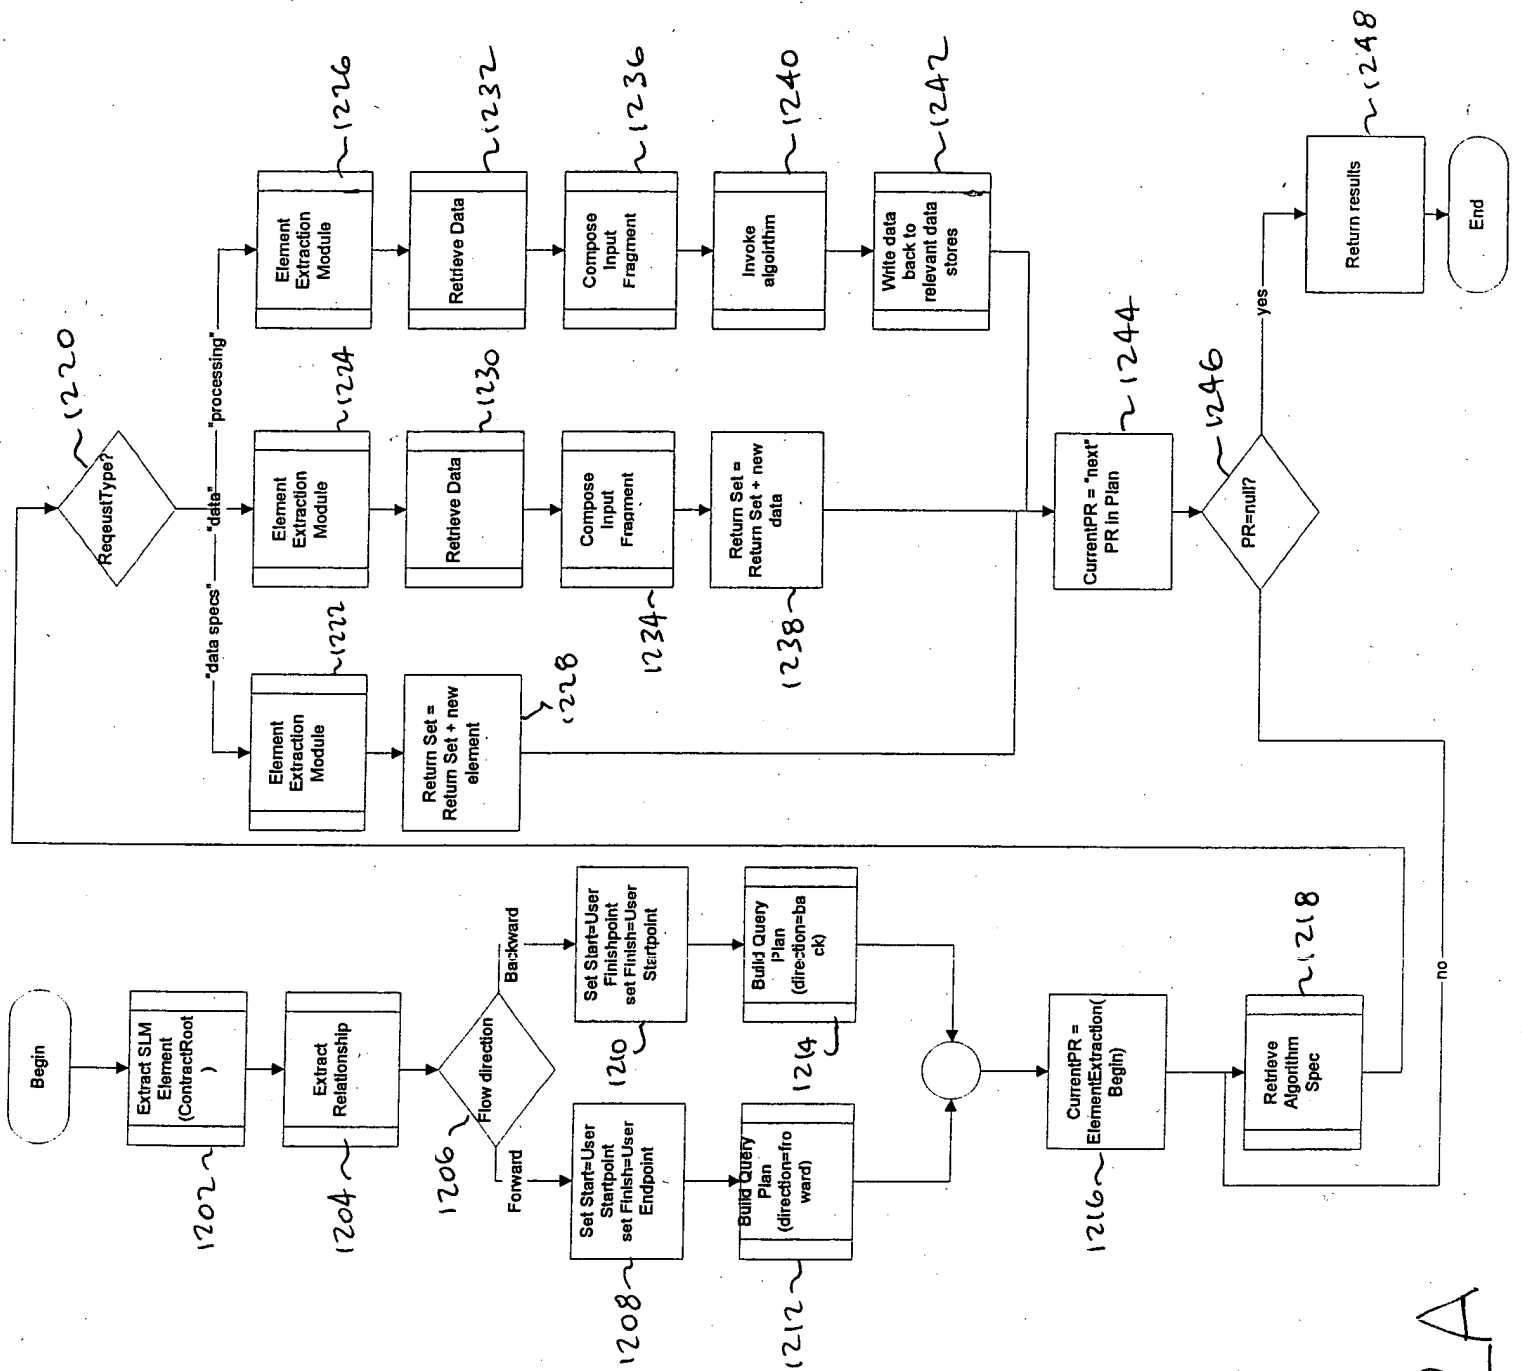 Begin
Extract SLM
Element
(ContractRoot
)
1202
Extract
Relationship
1204
Flow direction
1206
Forward
Backward
Set Start=User
Startpoint
set Finish=User
Endpoint
1208
Set Start=User
Finishpoint
set Finish=User
Startpoint
1210
Build Query
Plan
(direction=fro
ward)
1212
Build Query
Plan
(direction=ba
ck)
1214
CurrentPR =
ElementExtraction(
Begin)
1216
Retrieve
Algorithm
Spec
1218
ReqeustType?
1220
"data specs"
"data"
"processing"
Element
Extraction
Module
1222
Return Set =
Return Set + new
element
1228
Element
Extraction
Module
1224
Retrieve Data
1230
Compose
Input
Fragment
1234
Return Set =
Return Set + new
data
1238
Element
Extraction
Module
1226
Retrieve Data
1232
Compose
Input
Fragment
1236
Invoke
algoirthm
1240
Write data
back to
relevant data
stores
1242
CurrentPR = "next"
PR in Plan
1244
PR=null?
1246
no
yes
Return results
1248
End
A